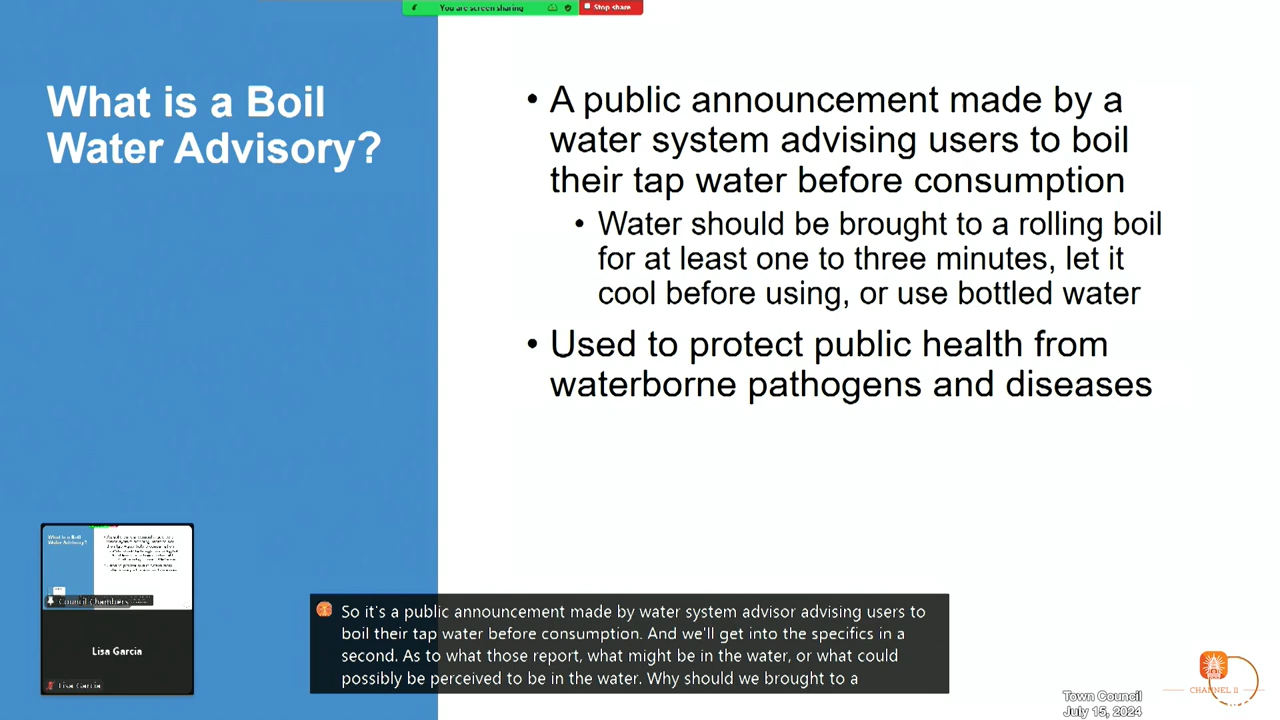 You are screen sharing
Stop share
What is a Boil
Water Advisory?
• A public announcement made by a
water system advising users to boil
their tap water before consumption
• Water should be brought to a rolling boil
for at least one to three minutes, let it
cool before using, or use bottled water
• Used to protect public health from
waterborne pathogens and diseases
What is a Boil
Water Advisory?
Council Chambers
Lisa Garcia
Lisa Garcia
So it's a public announcement made by water system advisor advising users to
boil their tap water before consumption. And we'll get into the specifics in a
second. As to what those report, what might be in the water, or what could
possibly be perceived to be in the water. Why should we brought to a
Town Council
July 15, 2024
CHANNEL